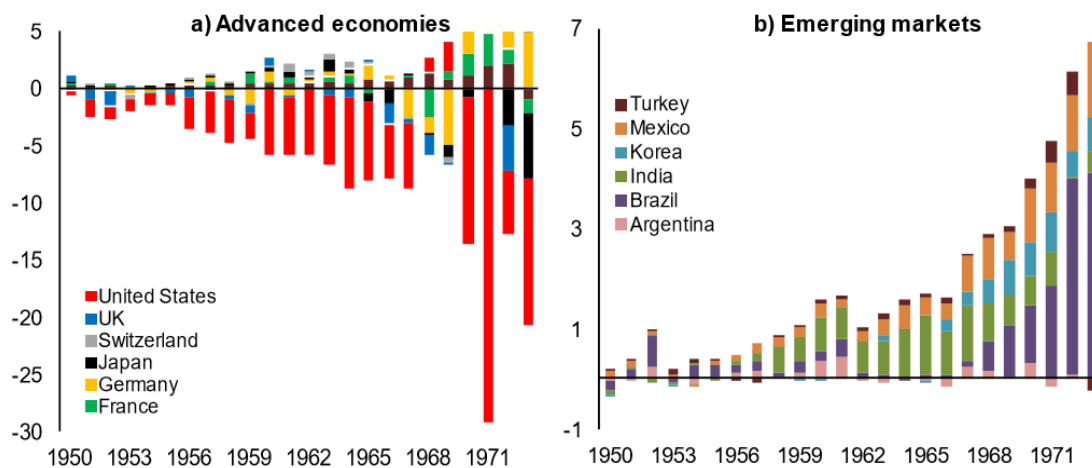 a) Advanced economies
5
0
-5
-10
-15
-20
-25
-30
United States
UK
Switzerland
Japan
Germany
France
1950 1953 1956 1959 1962 1965 1968 1971
b) Emerging markets
7
5
3
1
-1
Turkey
Mexico
Korea
India
Brazil
Argentina
1950 1953 1956 1959 1962 1965 1968 1971